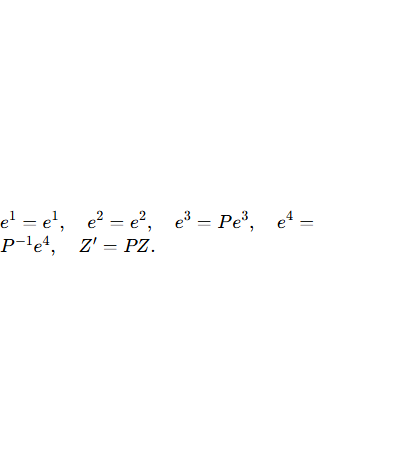 e¹ = e¹, e² = e², e³ = Pe³, e⁴ =
P⁻¹e⁴, Z′ = PZ.